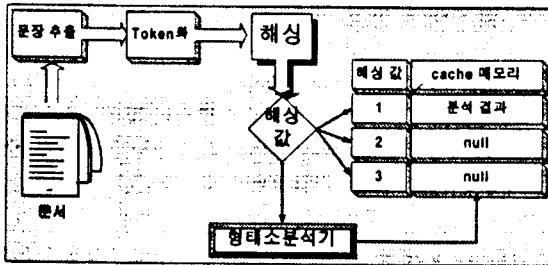 문장 추출
Token화
해싱
해싱 값
cache 메모리
1
분석 결과
2
null
3
null
해싱
값
문서
형태소분석기